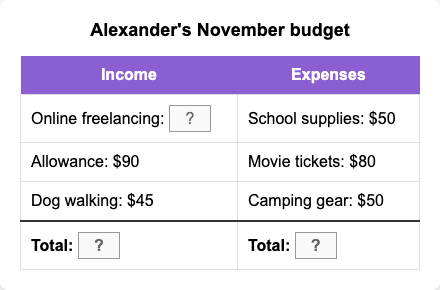 Alexander's November budget
Income Expenses
Online freelancing: ? School supplies: $50
Allowance: $90 Movie tickets: $80
Dog walking: $45 Camping gear: $50
Total: ? Total: ?